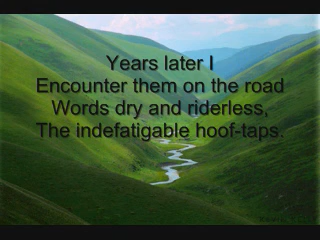 Years later I
Encounter them on the road
Words dry and riderless,
The indefatigable hoof-taps.